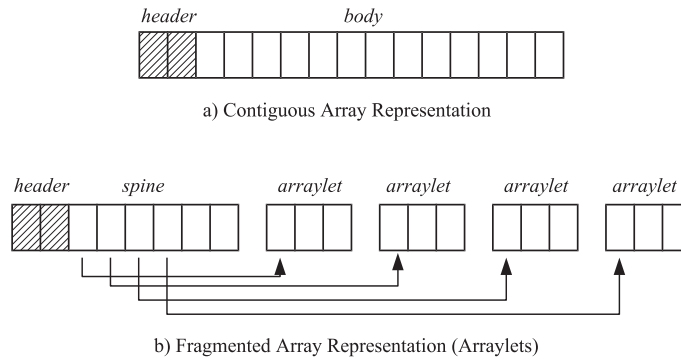 header body
a) Contiguous Array Representation
header spine arraylet arraylet arraylet arraylet
b) Fragmented Array Representation (Arraylets)